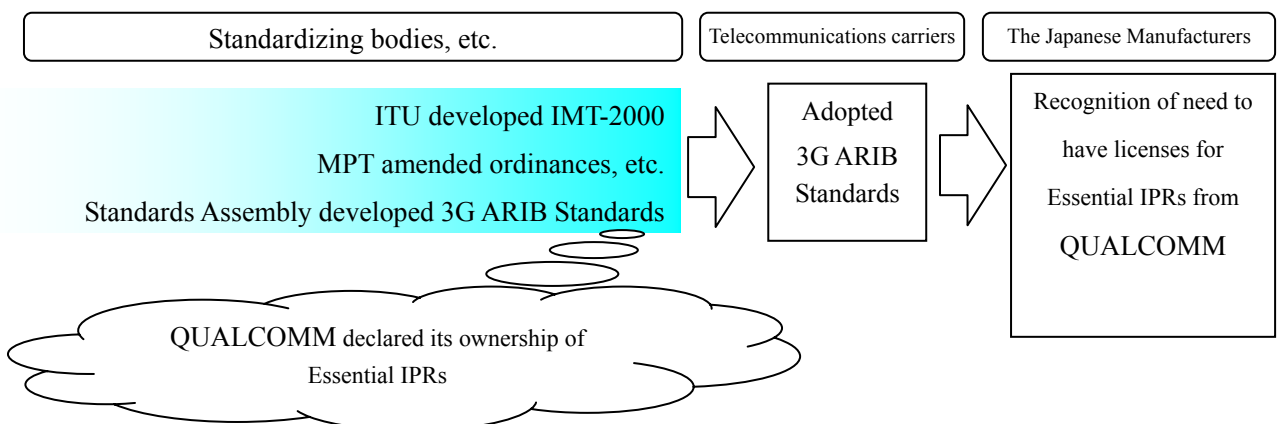 Standardizing bodies, etc.
Telecommunications carriers
The Japanese Manufacturers
ITU developed IMT-2000
MPT amended ordinances, etc.
Standards Assembly developed 3G ARIB Standards
Adopted
3G ARIB
Standards
Recognition of need to
have licenses for
Essential IPRs from
QUALCOMM
QUALCOMM declared its ownership of
Essential IPRs